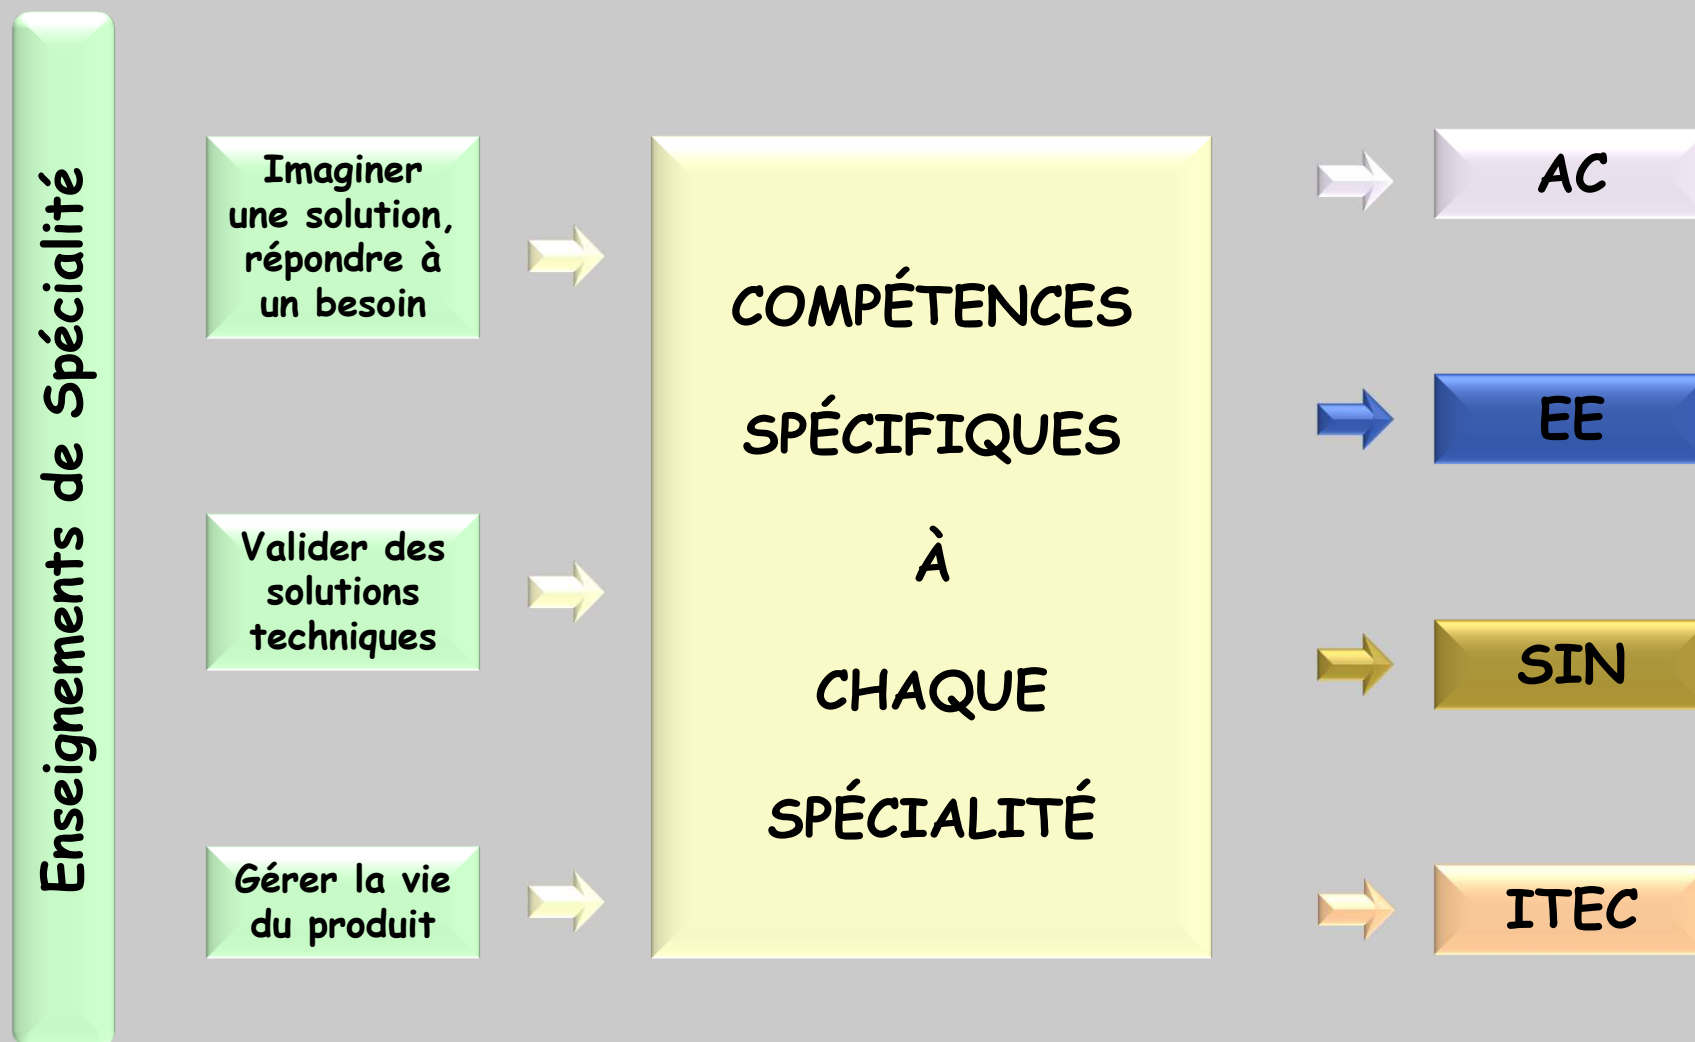 Enseignements de Spécialité
Imaginer
une solution,
répondre à
un besoin
Valider des
solutions
techniques
Gérer la vie
du produit
COMPÉTENCES
SPÉCIFIQUES
À
CHAQUE
SPÉCIALITÉ
AC
EE
SIN
ITEC